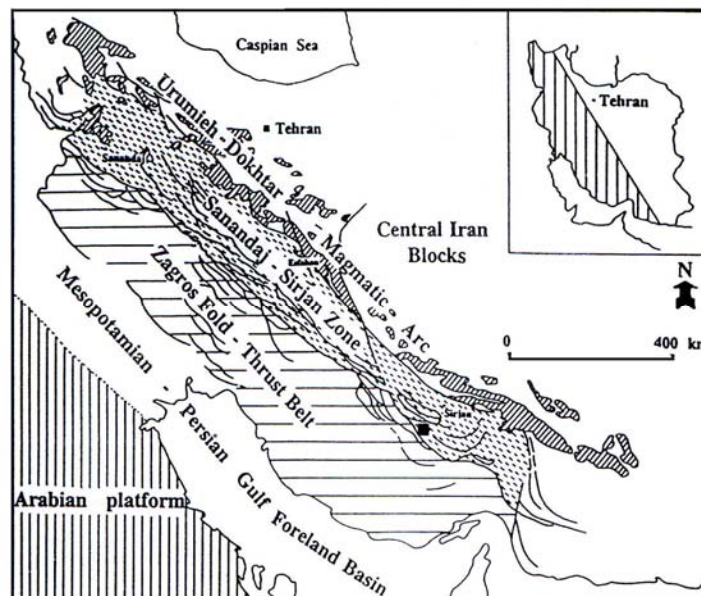 Caspian Sea
Tehran
Tehran
Urumieh - Dokhtar - Magmatic - Arc
Sanandaj
Sanandaj - Sirjan Zone
Central Iran
Blocks
N
0 400 km
Zagros Fold - Thrust Belt
Sirjan
Mesopotamian - Persian Gulf Foreland Basin
Arabian platform